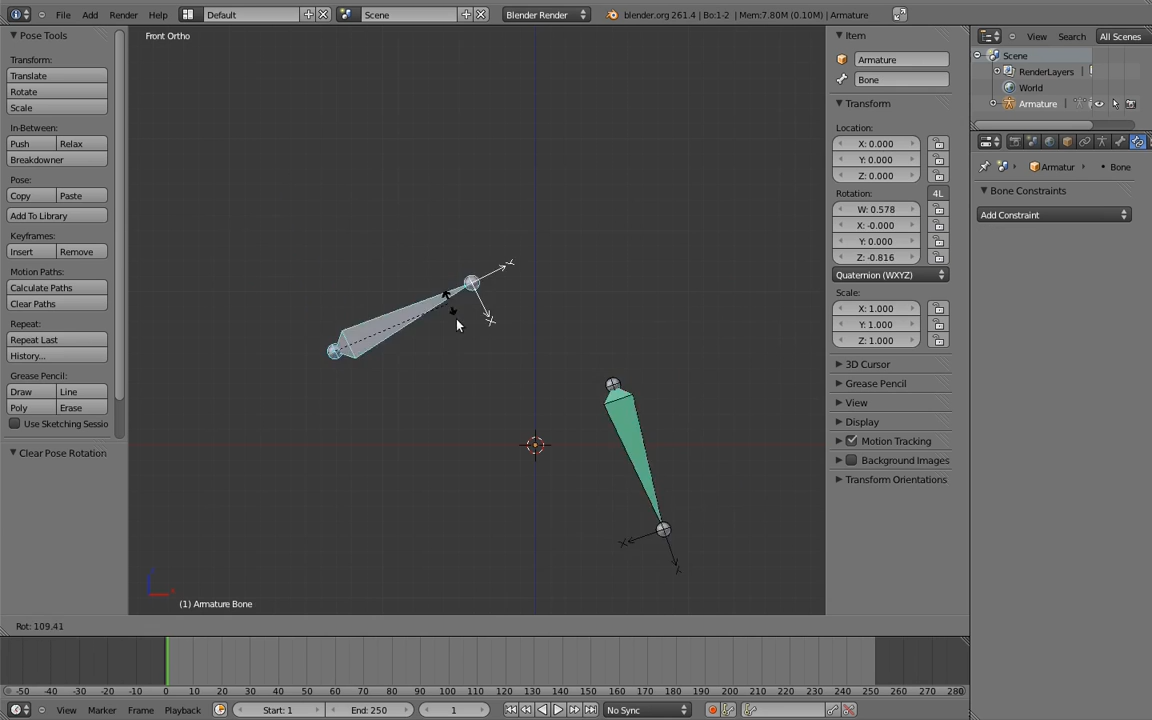 File Add Render Help Default Scene Blender Render blender.org 261.4 | Bo:1-2 | Mem:7.80M (0.10M) | Armature
Pose Tools
Transform:
Translate
Rotate
Scale
In-Between:
Push Relax
Breakdowner
Pose:
Copy Paste
Add To Library
Keyframes:
Insert Remove
Motion Paths:
Calculate Paths
Clear Paths
Repeat:
Repeat Last
History...
Grease Pencil:
Draw Line
Poly Erase
Use Sketching Sessio
Clear Pose Rotation
Front Ortho
(1) Armature Bone
Item
Armature
Bone
Transform
Location:
X: 0.000
Y: 0.000
Z: 0.000
Rotation:
4L
W: 0.578
X: -0.000
Y: 0.000
Z: -0.816
Quaternion (WXYZ)
Scale:
X: 1.000
Y: 1.000
Z: 1.000
3D Cursor
Grease Pencil
View
Display
Motion Tracking
Background Images
Transform Orientations
View Search All Scenes
Scene
RenderLayers
World
Armature
Armatur Bone
Bone Constraints
Add Constraint
Rot: 109.41
-50 -40 -30 -20 -10 0 10 20 30 40 50 60 70 80 90 100 110 120 130 140 150 160 170 180 190 200 210 220 230 240 250 260 270 280
View Marker Frame Playback Start: 1 End: 250 1 No Sync